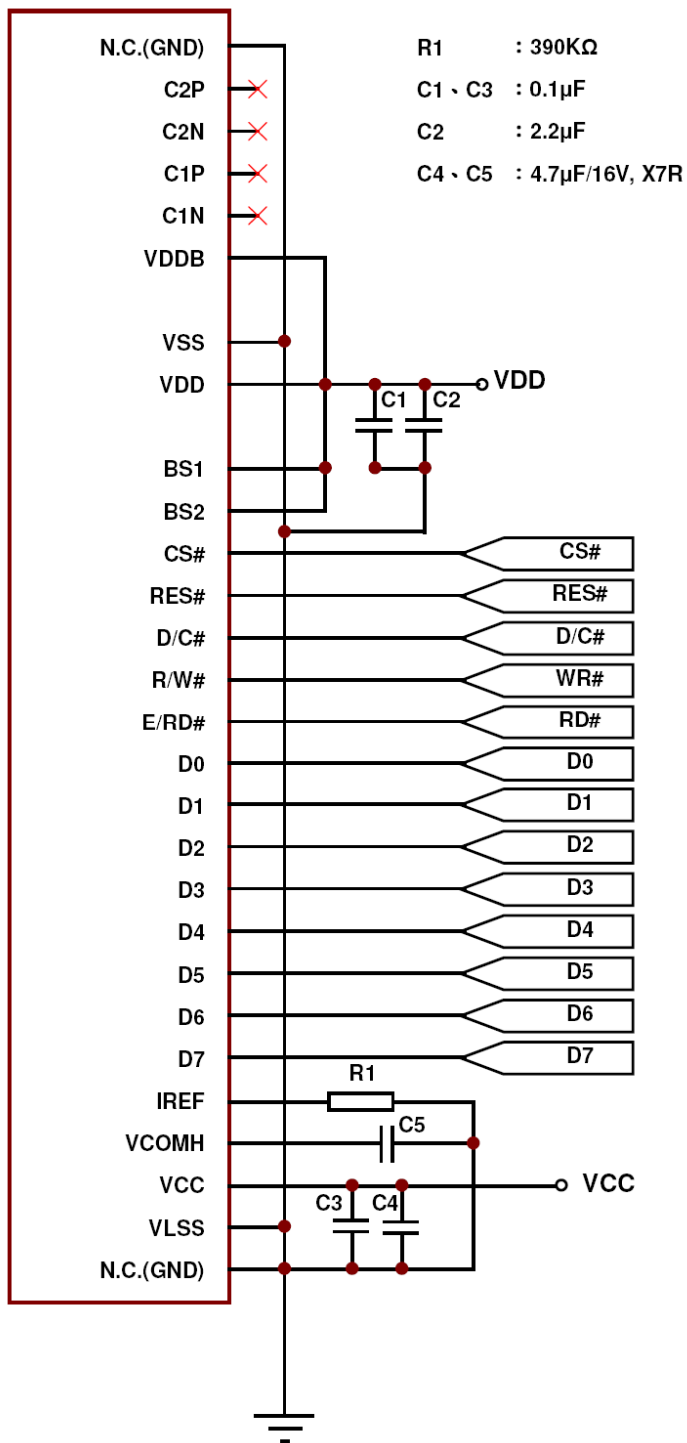 N.C.(GND)
C2P
C2N
C1P
C1N
VDDB
VSS
VDD
BS1
BS2
CS#
RES#
D/C#
R/W#
E/RD#
D0
D1
D2
D3
D4
D5
D6
D7
IREF
VCOMH
VCC
VLSS
N.C.(GND)
R1 : 390KΩ
C1、C3 : 0.1µF
C2 : 2.2µF
C4、C5 : 4.7µF/16V, X7R
VDD
C1 C2
CS#
RES#
D/C#
WR#
RD#
D0
D1
D2
D3
D4
D5
D6
D7
R1
C5
VCC
C3 C4